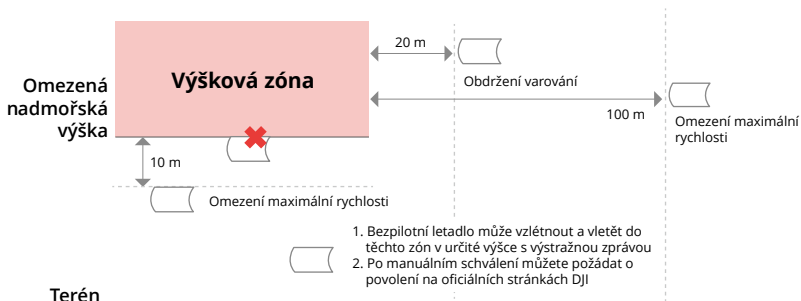 20 m
Výšková zóna
Obdržení varování
Omezená
nadmořská
výška
100 m
Omezení maximální
rychlosti
10 m
Omezení maximální rychlosti
1. Bezpilotní letadlo může vzlétnout a vletět do
těchto zón v určité výšce s výstražnou zprávou
2. Po manuálním schválení můžete požádat o
povolení na oficiálních stránkách DJI
Terén